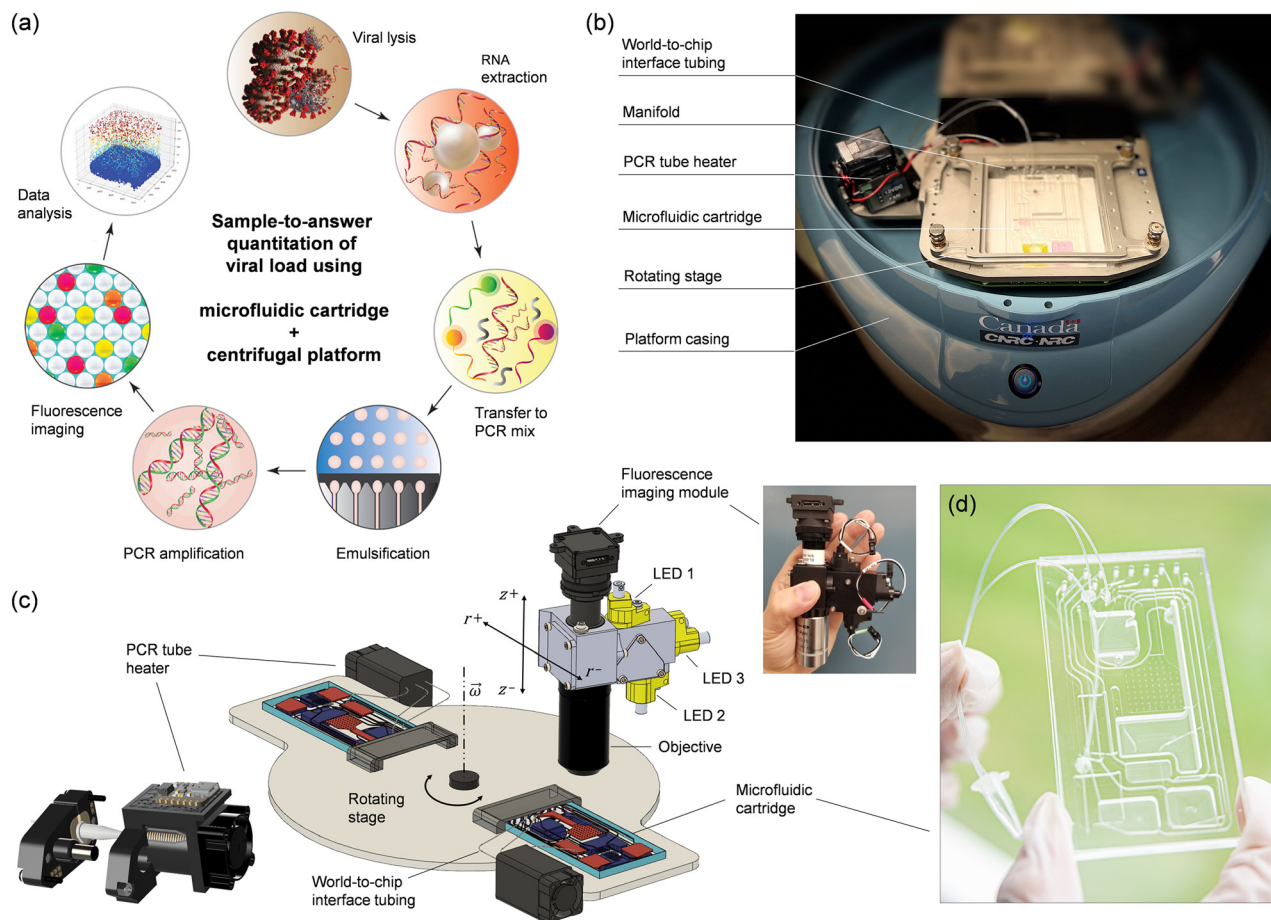 (a)
Viral lysis
RNA
extraction
Transfer to
PCR mix
Emulsification
PCR amplification
Fluorescence
imaging
Data
analysis
Sample-to-answer
quantitation of
viral load using
microfluidic cartridge
+
centrifugal platform
(b)
World-to-chip
interface tubing
Manifold
PCR tube heater
Microfluidic cartridge
Rotating stage
Platform casing
12VDC
Canada
CNRC·NRC
(c)
PCR tube
heater
Fluorescence
imaging module
LED 1
LED 3
LED 2
z+
r+
r−
z−
ω
Objective
Rotating
stage
Microfluidic
cartridge
World-to-chip
interface tubing
(d)